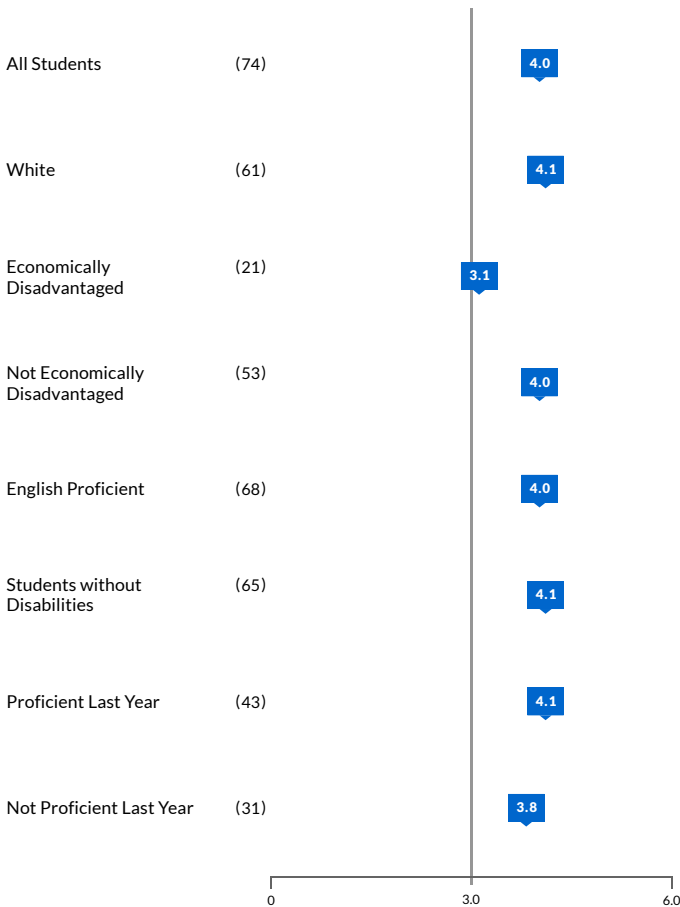 All Students (74) 4.0
White (61) 4.1
Economically (21)
Disadvantaged 3.1
Not Economically (53)
Disadvantaged 4.0
English Proficient (68) 4.0
Students without (65)
Disabilities 4.1
Proficient Last Year (43) 4.1
Not Proficient Last Year (31) 3.8
0 3.0 6.0